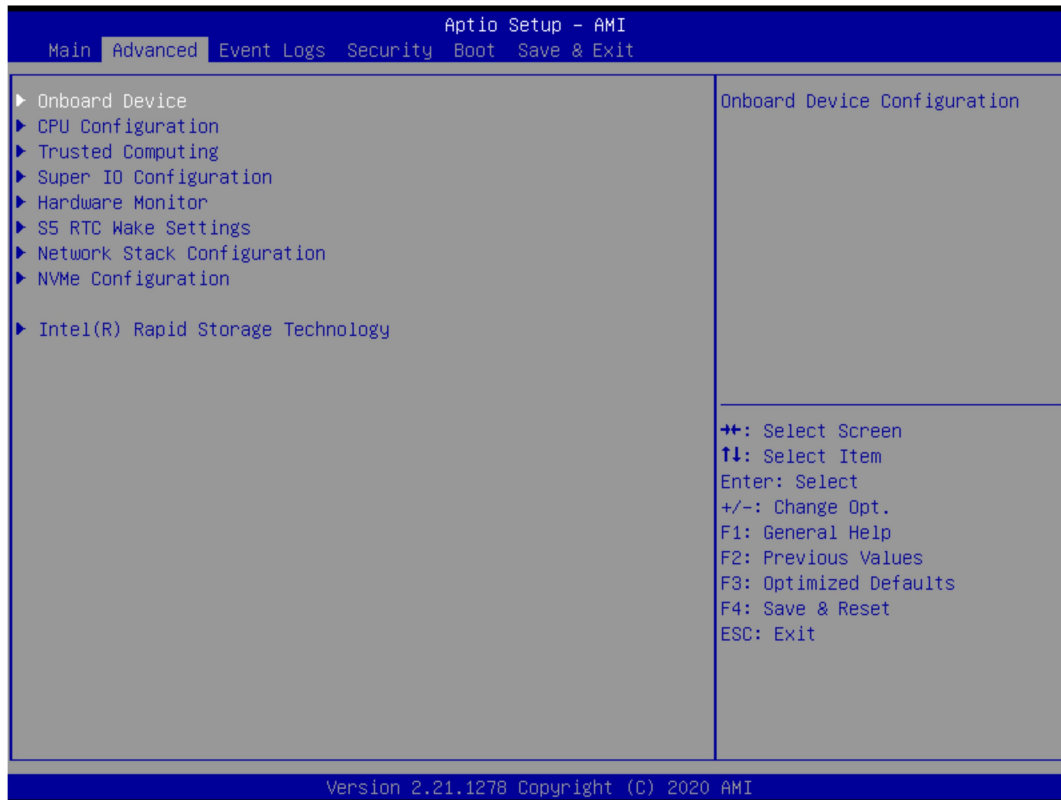 Aptio Setup – AMI
Main Advanced Event Logs Security Boot Save & Exit
▶ Onboard Device
▶ CPU Configuration
▶ Trusted Computing
▶ Super IO Configuration
▶ Hardware Monitor
▶ S5 RTC Wake Settings
▶ Network Stack Configuration
▶ NVMe Configuration
▶ Intel(R) Rapid Storage Technology
Onboard Device Configuration
→←: Select Screen
↑↓: Select Item
Enter: Select
+/-: Change Opt.
F1: General Help
F2: Previous Values
F3: Optimized Defaults
F4: Save & Reset
ESC: Exit
Version 2.21.1278 Copyright (C) 2020 AMI